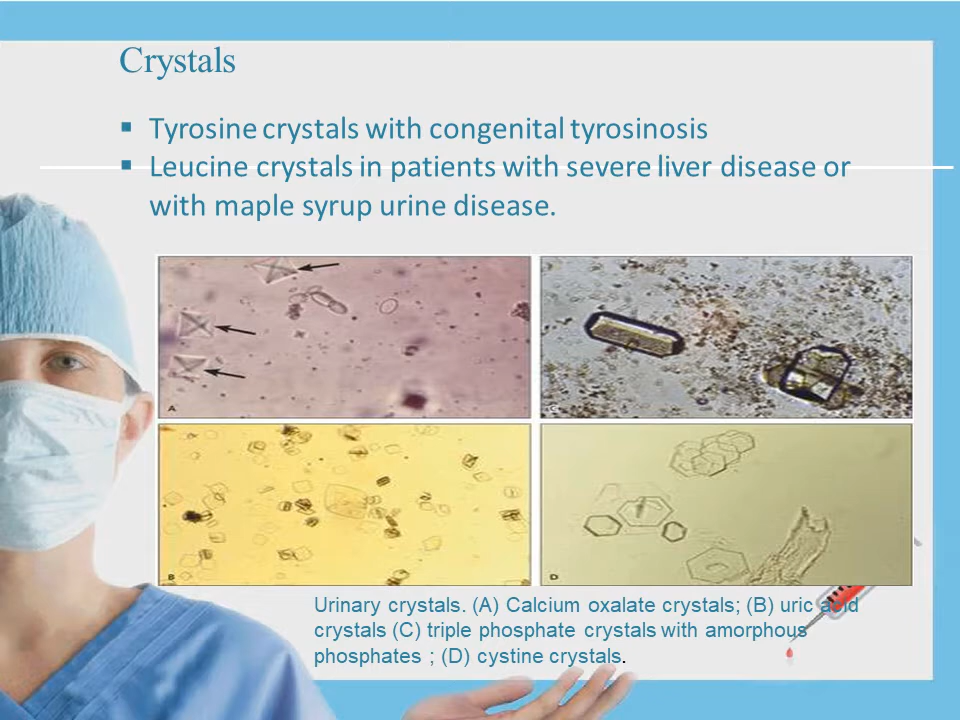 Crystals
▪ Tyrosine crystals with congenital tyrosinosis
▪ Leucine crystals in patients with severe liver disease or
with maple syrup urine disease.
A
C
B
D
Urinary crystals. (A) Calcium oxalate crystals; (B) uric acid
crystals (C) triple phosphate crystals with amorphous
phosphates ; (D) cystine crystals.